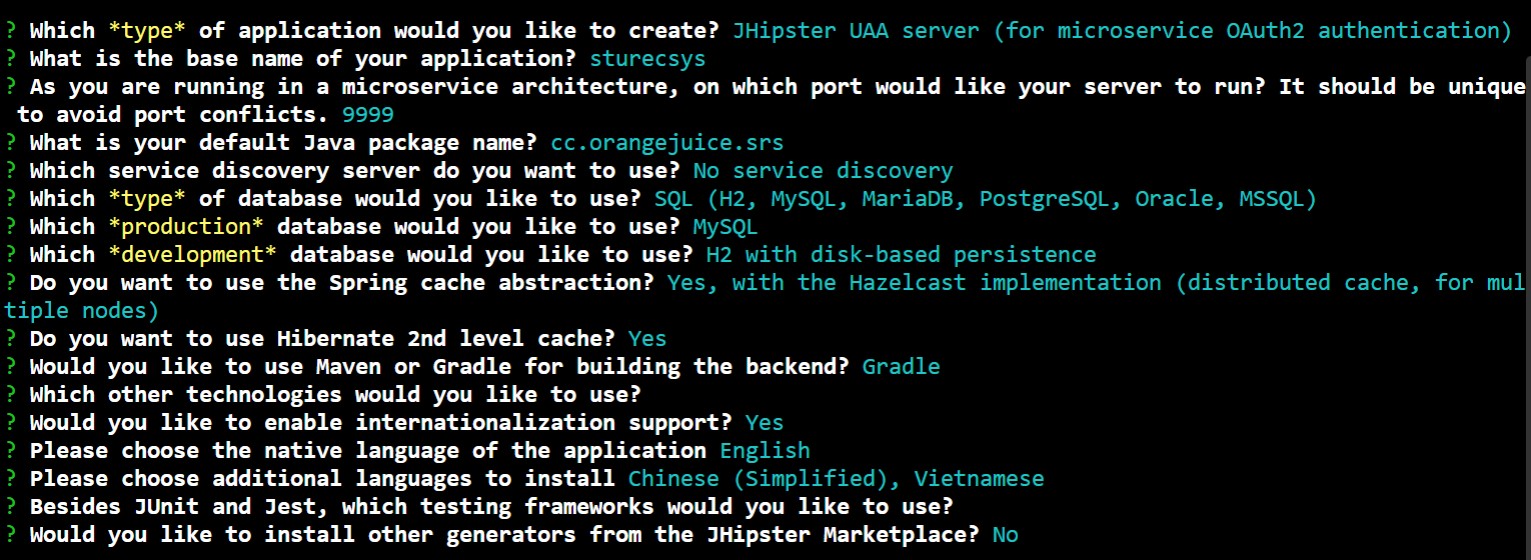 ? Which *type* of application would you like to create? JHipster UAA server (for microservice OAuth2 authentication)
? What is the base name of your application? sturecsys
? As you are running in a microservice architecture, on which port would like your server to run? It should be unique
to avoid port conflicts. 9999
? What is your default Java package name? cc.orangejuice.srs
? Which service discovery server do you want to use? No service discovery
? Which *type* of database would you like to use? SQL (H2, MySQL, MariaDB, PostgreSQL, Oracle, MSSQL)
? Which *production* database would you like to use? MySQL
? Which *development* database would you like to use? H2 with disk-based persistence
? Do you want to use the Spring cache abstraction? Yes, with the Hazelcast implementation (distributed cache, for mul
tiple nodes)
? Do you want to use Hibernate 2nd level cache? Yes
? Would you like to use Maven or Gradle for building the backend? Gradle
? Which other technologies would you like to use?
? Would you like to enable internationalization support? Yes
? Please choose the native language of the application English
? Please choose additional languages to install Chinese (Simplified), Vietnamese
? Besides JUnit and Jest, which testing frameworks would you like to use?
? Would you like to install other generators from the JHipster Marketplace? No